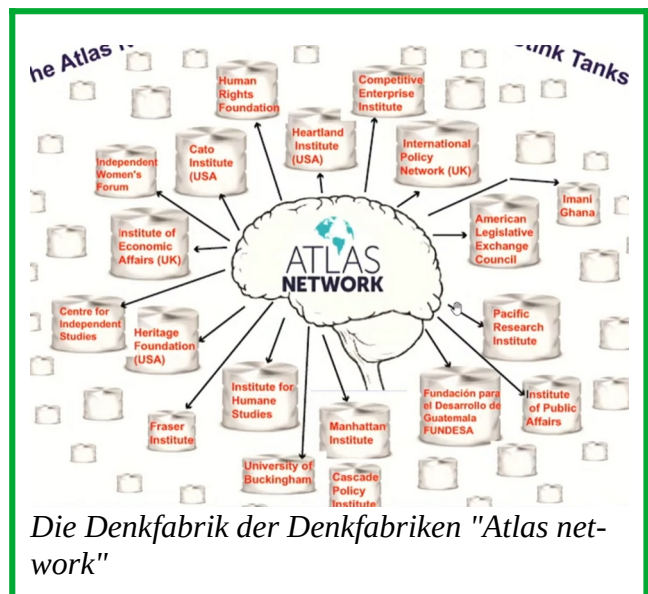 he Atlas
ink Tanks
Human
Rights
Foundation
Competitive
Enterprise
Institute
Heartland
Institute
(USA)
Cato
Institute
(USA
International
Policy
Network (UK)
Independent
Women's
Forum
Imani
Ghana
American
Legislative
Exchange
Council
Institute of
Economic
Affairs (UK)
ATLAS
NETWORK
Centre for
Independent
Studies
Heritage
Foundation
(USA)
Pacific
Research
Institute
Institute for
Humane
Studies
Fundación para
el Desarrollo de
Guatemala
FUNDESA
Institute
of Public
Affairs
Fraser
Institute
Manhattan
Institute
University of
Buckingham
Cascade
Policy
Institute
Die Denkfabrik der Denkfabriken "Atlas net-
work"